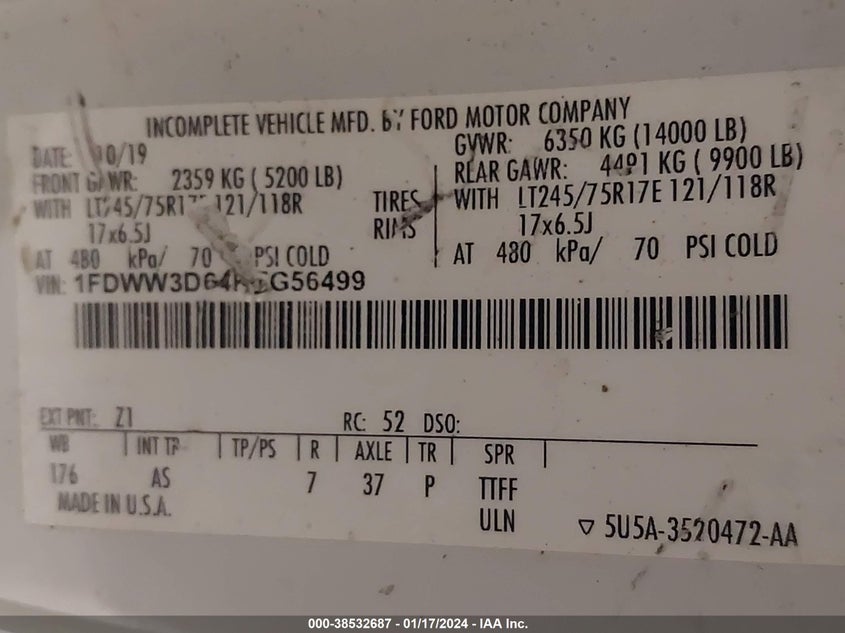 INCOMPLETE VEHICLE MFD. BY FORD MOTOR COMPANY
DATE: 10/19 GVWR: 6350 KG (14000 LB)
FRONT GAWR: 2359 KG ( 5200 LB) REAR GAWR: 4491 KG ( 9900 LB)
WITH LT245/75R17E 121/118R TIRES WITH LT245/75R17E 121/118R
17x6.5J RIMS 17x6.5J
AT 480 kPa/ 70 PSI COLD AT 480 kPa/ 70 PSI COLD
VIN:
EXT PNT: Z1 RC: 52 DSO:
WB INT TR TP/PS R AXLE TR SPR
176 AS 7 37 P TTFF
MADE IN U.S.A. ULN 5U5A-3520472-AA
000-38532687 - 01/17/2024 - IAA Inc.